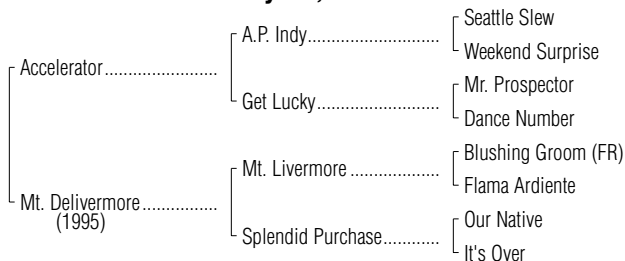 Seattle Slew
A.P. Indy
Weekend Surprise
Accelerator
Mr. Prospector
Get Lucky
Dance Number
Blushing Groom (FR)
Mt. Livermore
Flama Ardiente
Mt. Delivermore
(1995)
Our Native
Splendid Purchase
It's Over